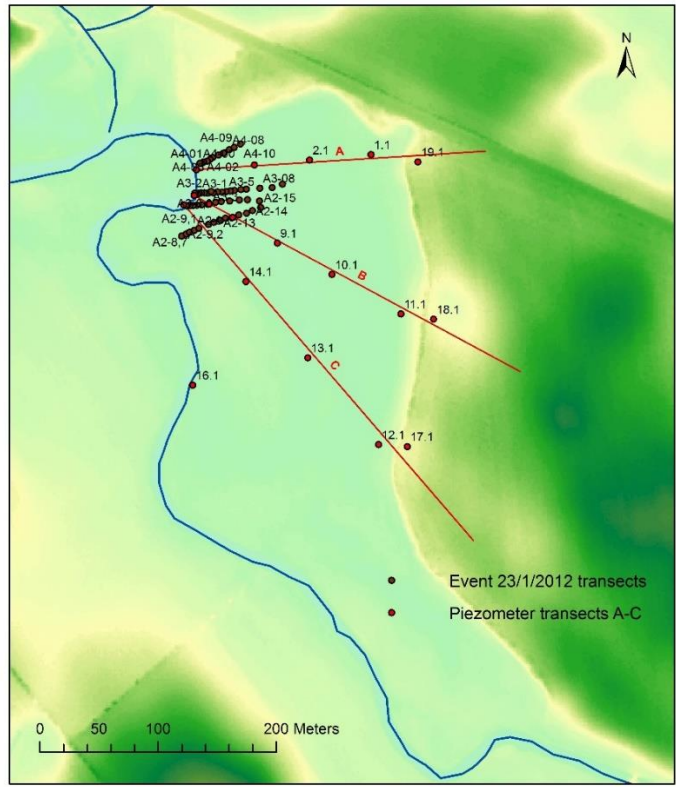 N
A4-09
A4-08
A4-02
A4-10
2.1
A
1.1
19.1
A3-2
A3-1
A3-5
A3-08
A2-15
A2-14
A2-13
A2-9,1
A2-9,2
A2-8,7
9.1
14.1
10.1
B
11.1
18.1
13.1
C
16.1
12.1
17.1
Event 23/1/2012 transects
Piezometer transects A-C
0 50 100 200 Meters